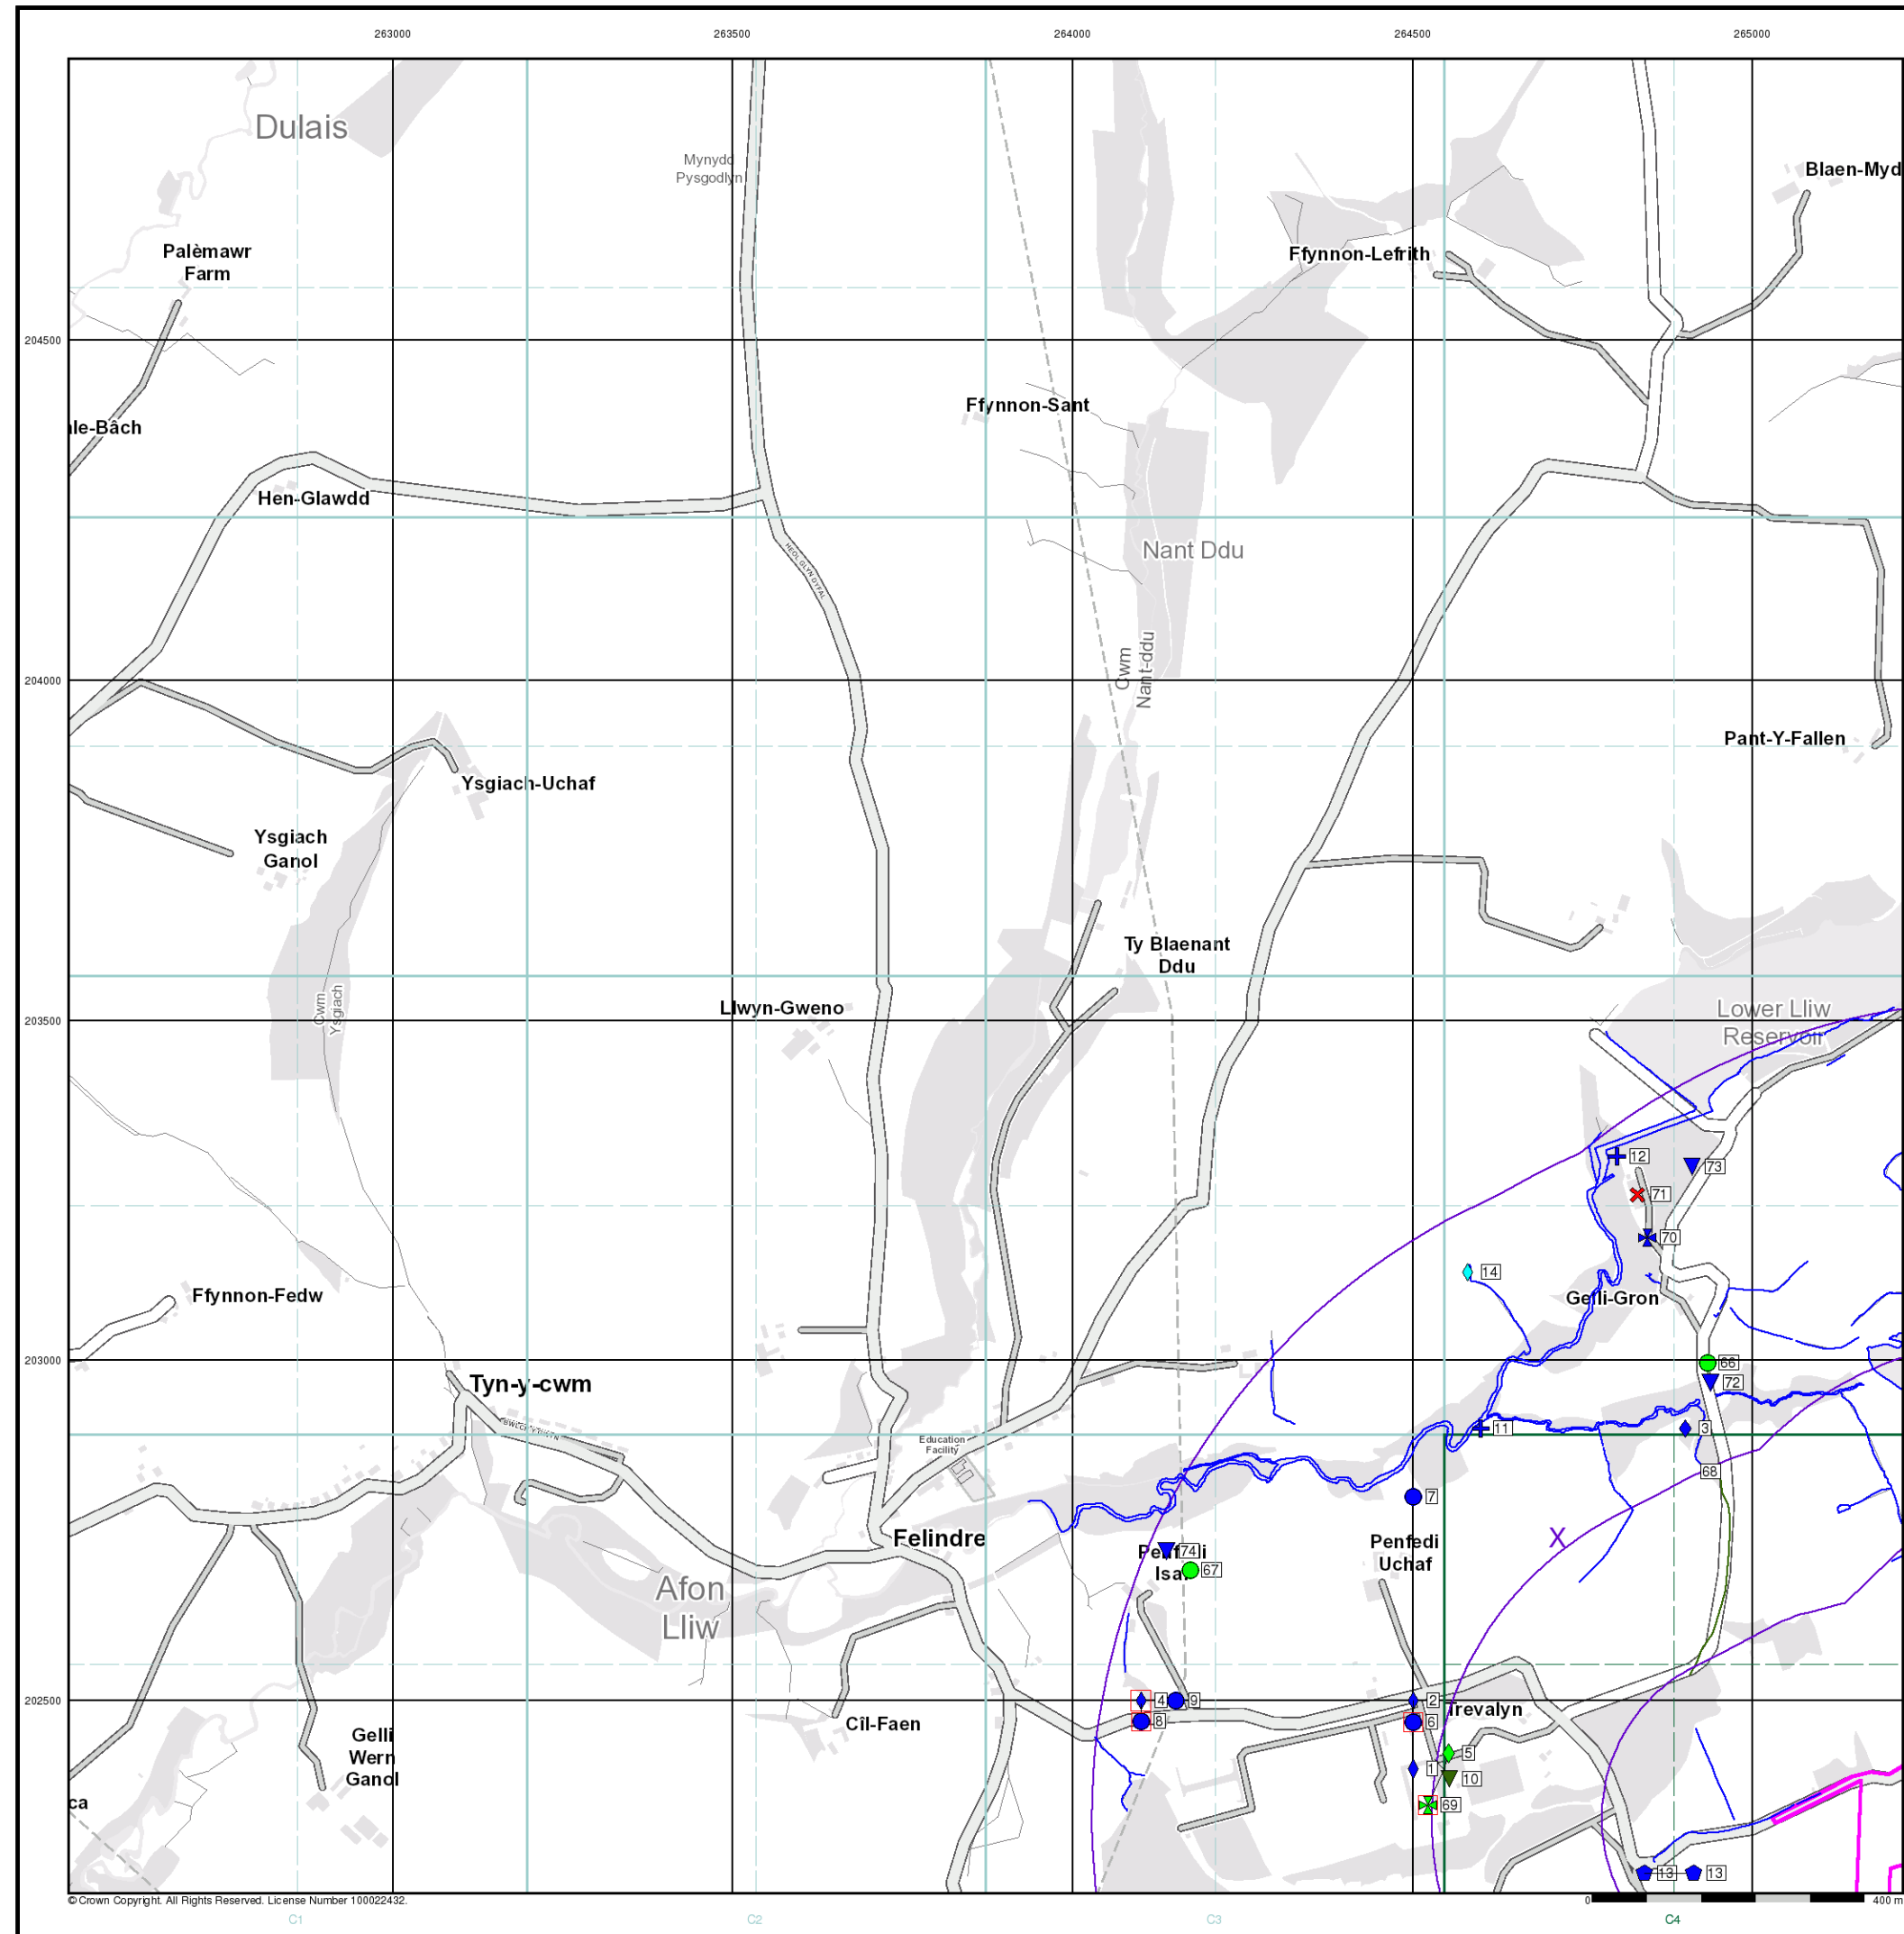 263000
263500
264000
264500
265000
Dulais
Mynydd
Pysgodlyn
Blaen-Myd
Palèmawr
Farm
Ffynnon-Lefrith
204500
Ffynnon-Sant
le-Bâch
Hen-Glawdd
HEOL GLYN DYFAL
Nant Ddu
Cwm
Nant-ddu
204000
Pant-Y-Fallen
Ysgiach-Uchaf
Ysgiach
Ganol
Ty Blaenant
Ddu
Cwm
Ysgiach
Llwyn-Gweno
Lower Lliw
Reservoir
203500
12
73
71
70
14
Ffynnon-Fedw
Gelli-Gron
203000
66
Tyn-y-cwm
72
11
3
Education
Facility
68
7
Felindre
Penfedi
Uchaf
X
74
Isaf
67
Afon
Lliw
202500
4
9
2
8
6
Trevalyn
Cîl-Faen
Gelli
Wern
Ganol
5
1
10
69
ca
13
13
© Crown Copyright. All Rights Reserved. License Number 100022432.
0
400 m
C1
C2
C3
C4